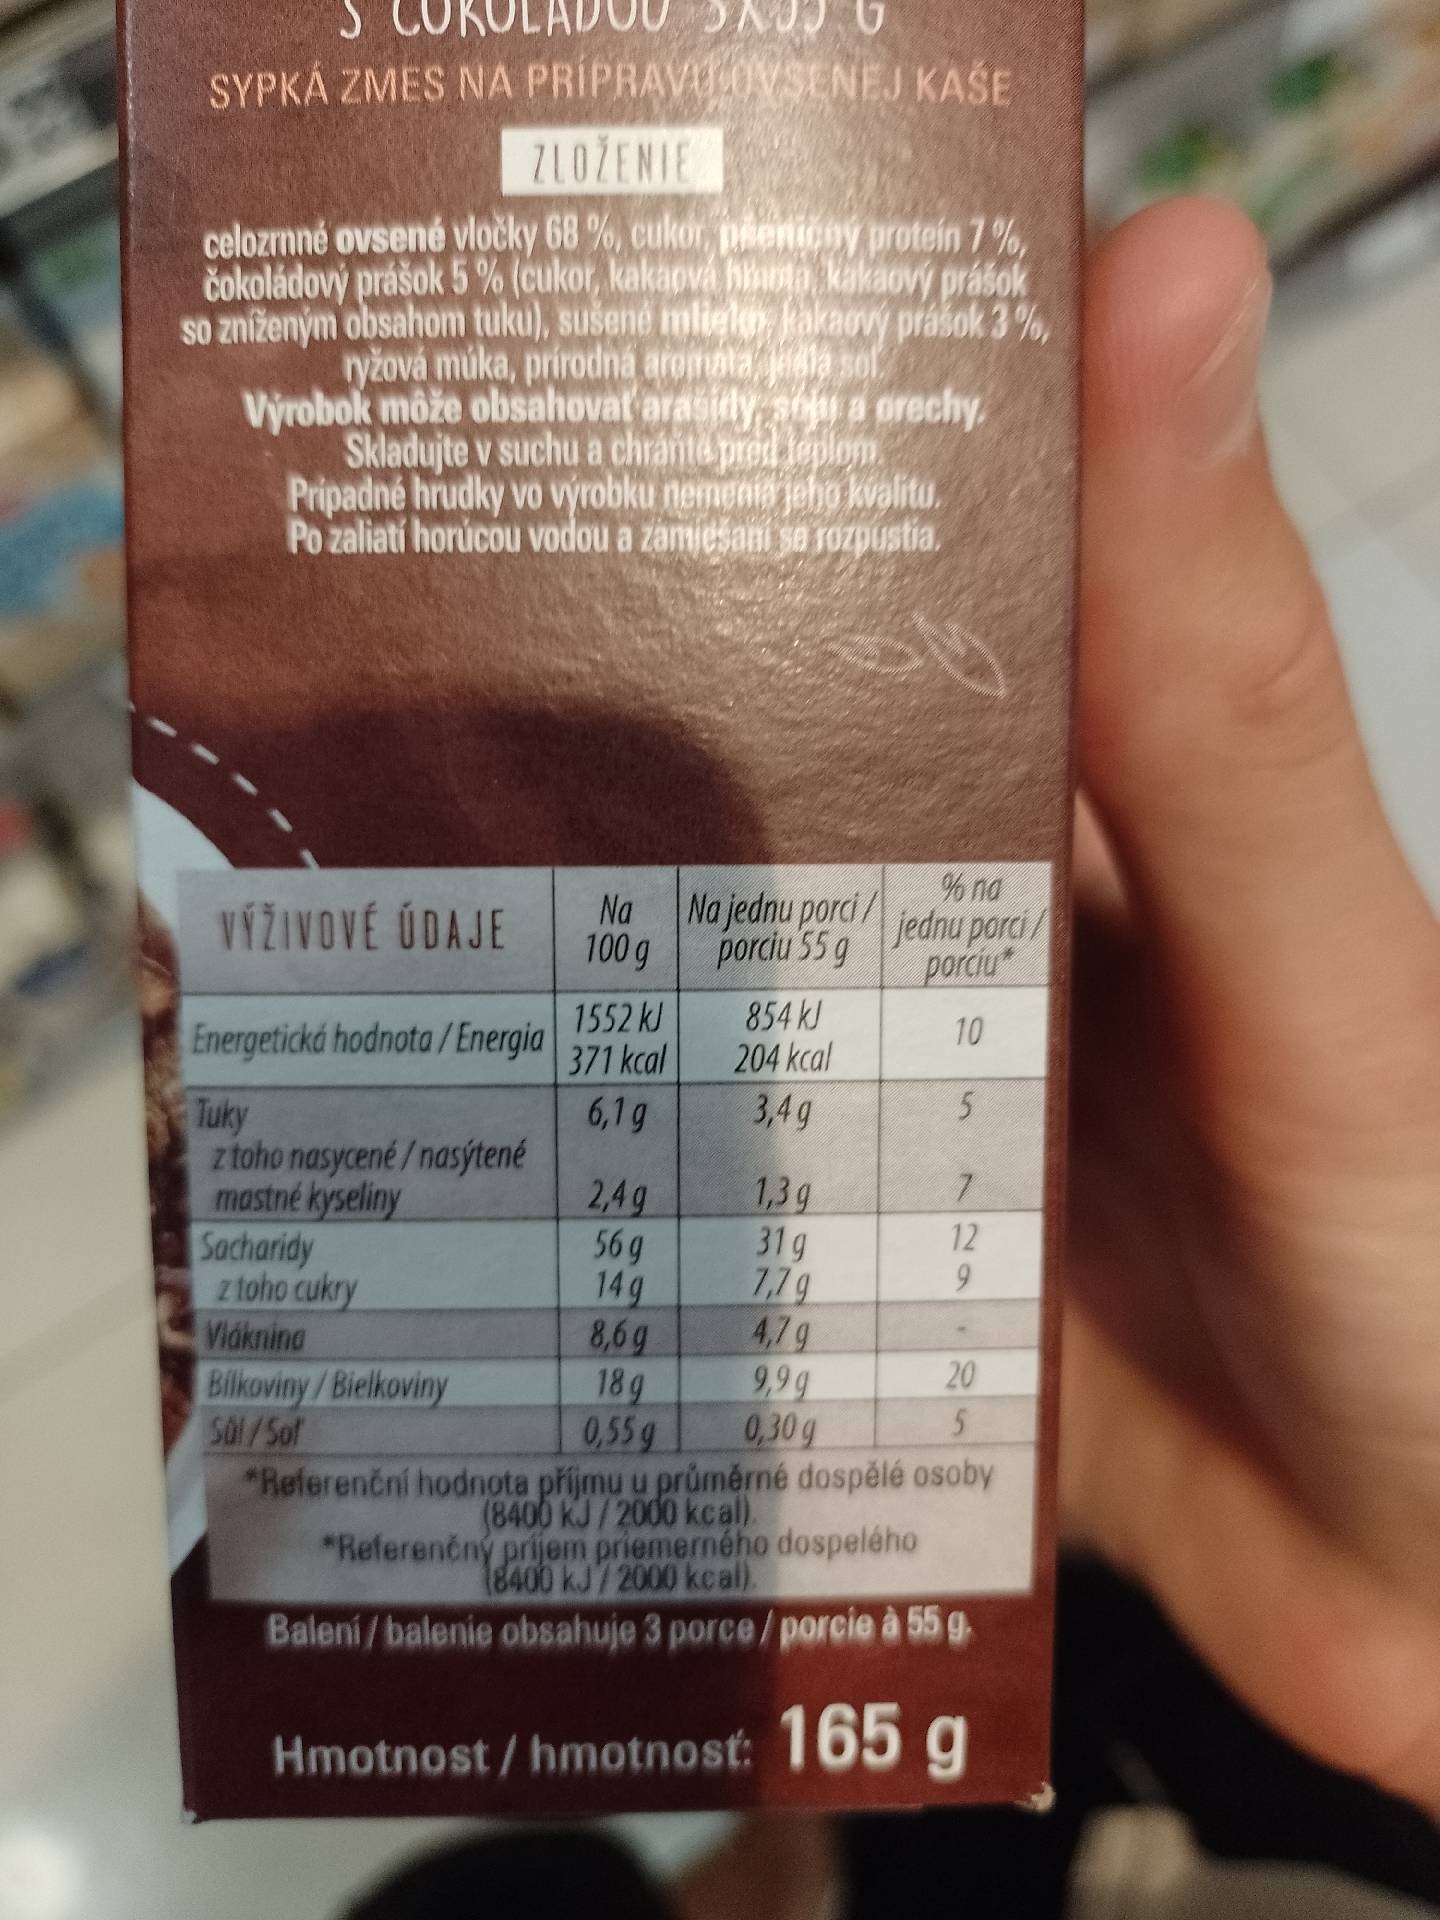 S ČOKOLÁDOU 3X55 G
SYPKÁ ZMES NA PRÍPRAVU OVSENEJ KAŠE
ZLOŽENIE
celozrnné ovsené vločky 68 %, cukor, pšeničný proteín 7 %,
čokoládový prášok 5 % (cukor, kakaová hmota, kakaový prášok
so zníženým obsahom tuku), sušené mlieko, kakaový prášok 3 %,
ryžová múka, prírodná aromata, jedlá soľ.
Výrobok môže obsahovať arašidy, sóju a orechy.
Skladujte v suchu a chráňte pred teplom.
Prípadné hrudky vo výrobku nemenia jeho kvalitu.
Po zaliatí horúcou vodou a zamiešaní sa rozpustia.
VÝŽIVOVÉ ÚDAJE Na 100 g Na jednu porci / porciu 55 g % na jednu porci / porciu*
Energetická hodnota / Energia 1552 kJ 371 kcal 854 kJ 204 kcal 10
Tuky 6,1 g 3,4 g 5
z toho nasycené / nasýtené
mastné kyseliny 2,4 g 1,3 g 7
Sacharidy 56 g 31 g 12
z toho cukry 14 g 7,7 g 9
Vláknina 8,6 g 4,7 g -
Bílkoviny / Bielkoviny 18 g 9,9 g 20
Sůl / Soľ 0,55 g 0,30 g 5
*Referenční hodnota příjmu u průměrné dospělé osoby
(8400 kJ / 2000 kcal).
*Referenčný príjem priemerného dospelého
(8400 kJ / 2000 kcal).
Balení / balenie obsahuje 3 porce / porcie à 55 g.
Hmotnost / hmotnosť: 165 g